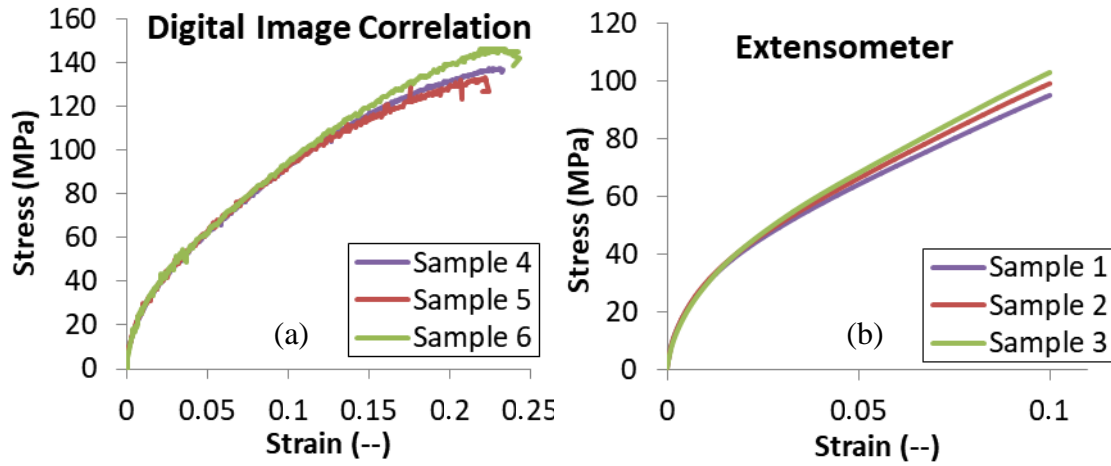 Digital Image Correlation
Stress (MPa)
160
140
120
100
80
60
40
20
0
0
0.05
0.1
0.15
0.2
0.25
Strain (--)
Sample 4
Sample 5
Sample 6
(a)
Extensometer
Stress (MPa)
120
100
80
60
40
20
0
0
0.05
0.1
Strain (--)
Sample 1
Sample 2
Sample 3
(b)